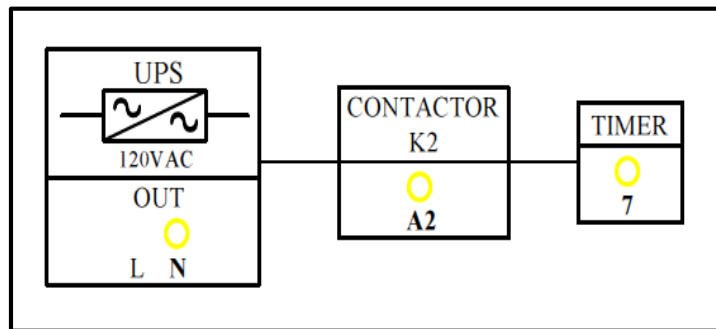 UPS
120VAC
OUT
L N
CONTACTOR
K2
A2
TIMER
7